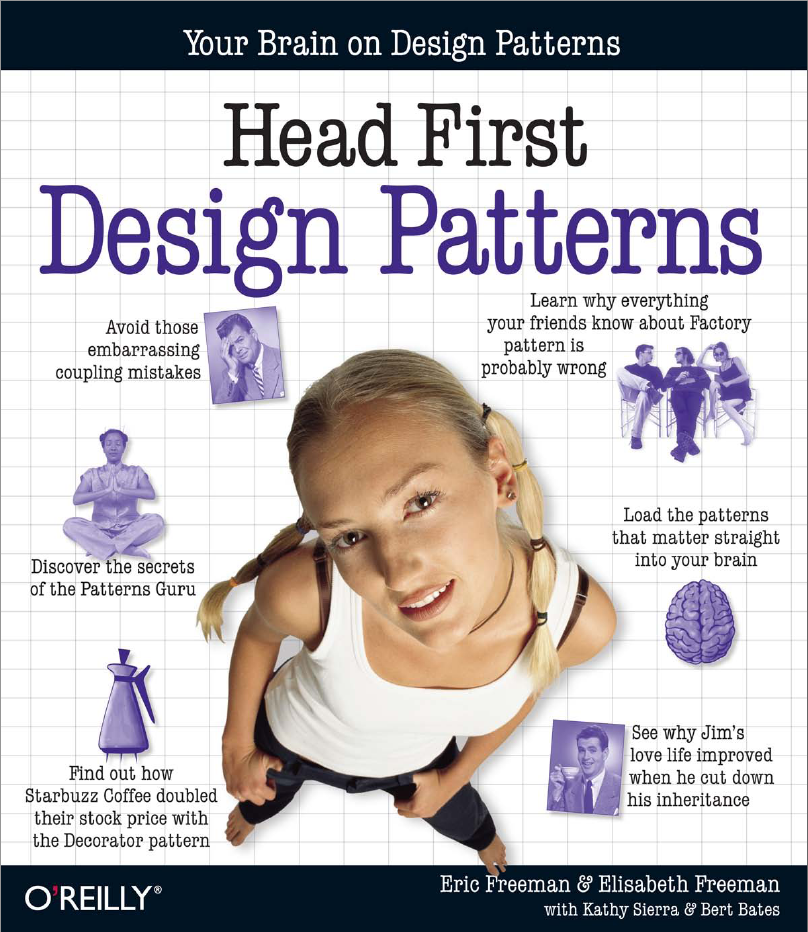 Your Brain on Design Patterns
Head First
Design Patterns
Avoid those
embarrassing
coupling mistakes
Learn why everything
your friends know about Factory
pattern is
probably wrong
Discover the secrets
of the Patterns Guru
Load the patterns
that matter straight
into your brain
Find out how
Starbuzz Coffee doubled
their stock price with
the Decorator pattern
See why Jim's
love life improved
when he cut down
his inheritance
O'REILLY®
Eric Freeman & Elisabeth Freeman
with Kathy Sierra & Bert Bates